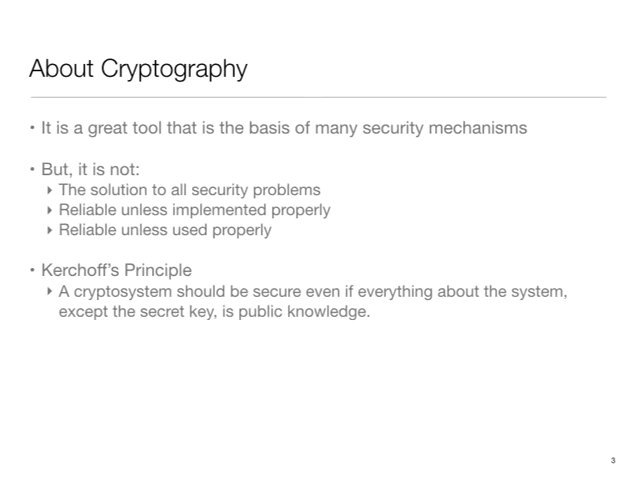 About Cryptography
• It is a great tool that is the basis of many security mechanisms
• But, it is not:
‣ The solution to all security problems
‣ Reliable unless implemented properly
‣ Reliable unless used properly
• Kerchoff's Principle
‣ A cryptosystem should be secure even if everything about the system,
except the secret key, is public knowledge.
3